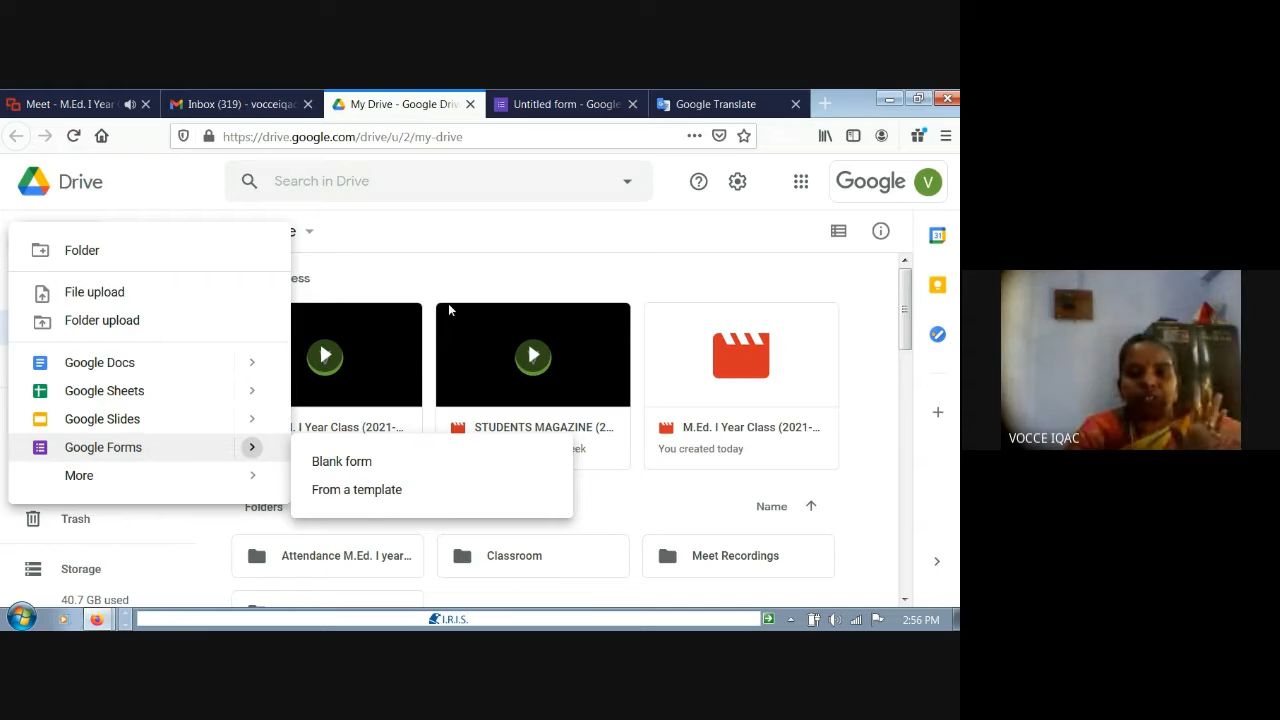 Meet - M.Ed. I Year
Inbox (319) - vocceiqac
My Drive - Google Driv
Untitled form - Google
Google Translate
https://drive.google.com/drive/u/2/my-drive
Drive
Search in Drive
Google
V
Folder
e
ess
File upload
Folder upload
Google Docs
Google Sheets
Google Slides
Google Forms
More
Blank form
From a template
. I Year Class (2021-...
STUDENTS MAGAZINE (2...
M.Ed. I Year Class (2021-...
eek
You created today
VOCCE IQAC
Folders
Name
Trash
Attendance M.Ed. I year...
Classroom
Meet Recordings
Storage
40.7 GB used
I.R.I.S.
2:56 PM